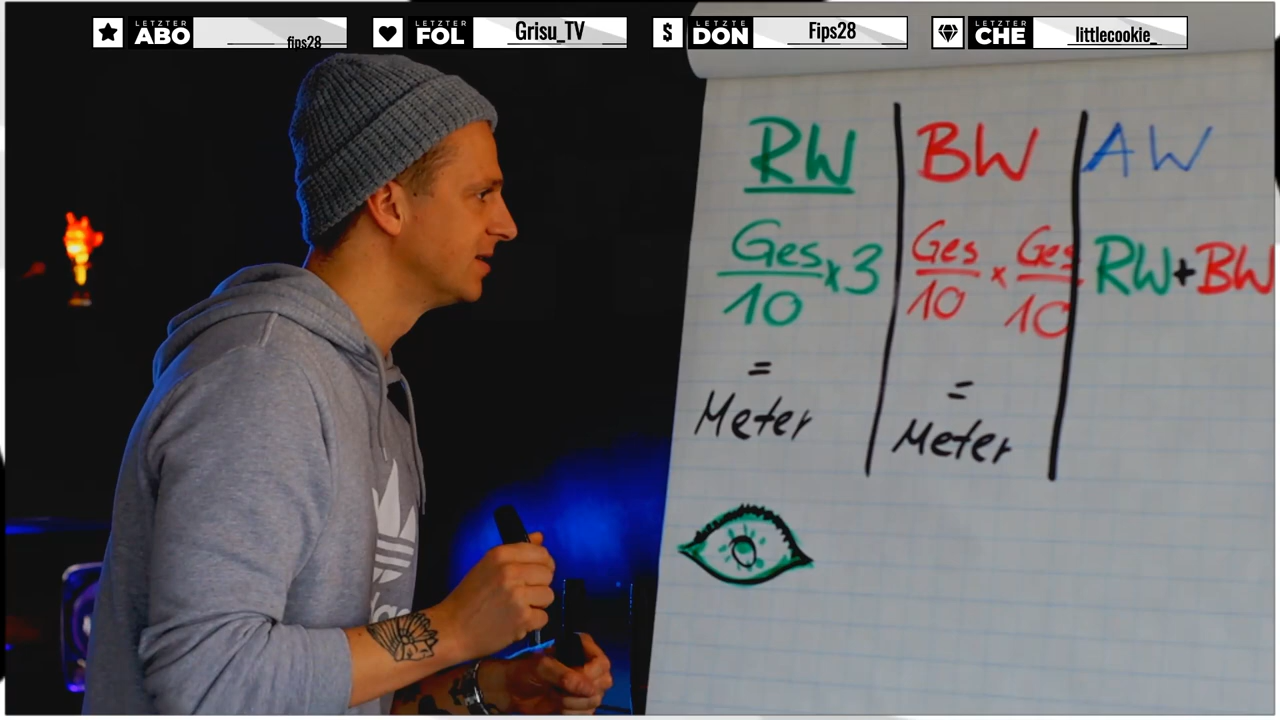 LETZTER ABO fips28
LETZTER FOL Grisu_TV
LETZTE DON Fips28
LETZTER CHE littlecookie_
RW BW AW
Ges/10 x 3 Ges/10 x Ges/10 RW+BW
= =
Meter Meter